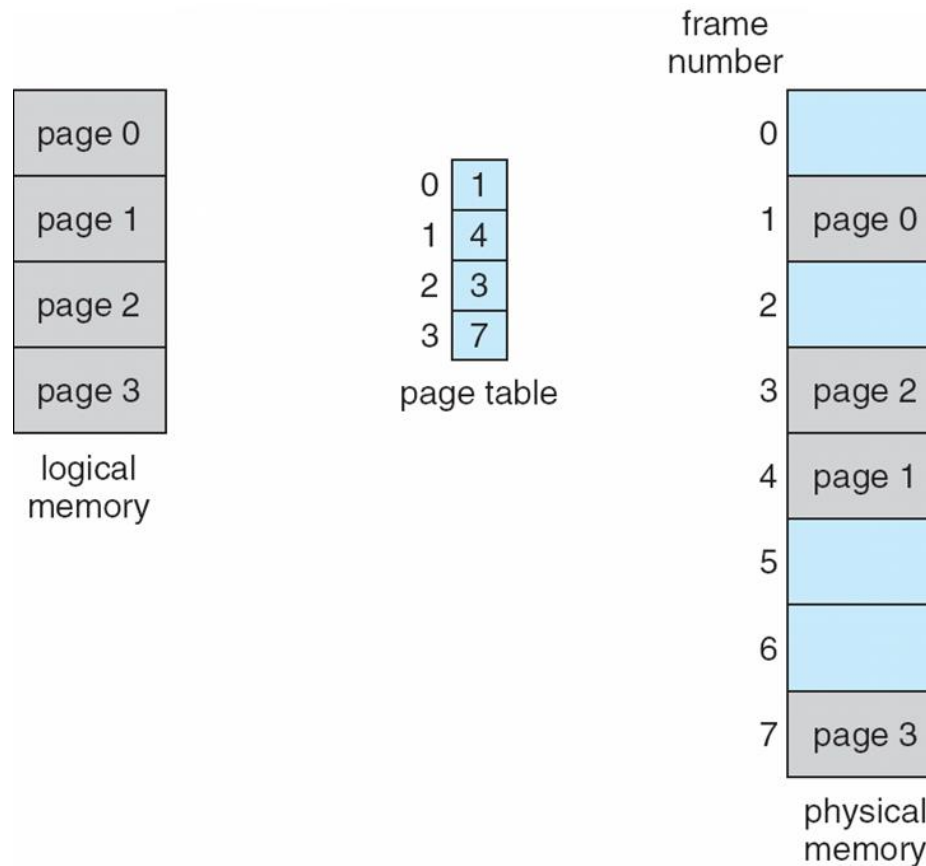 page 0
page 1
page 2
page 3
logical
memory
0 1
1 4
2 3
3 7
page table
frame
number
0
1 page 0
2
3 page 2
4 page 1
5
6
7 page 3
physical
memory